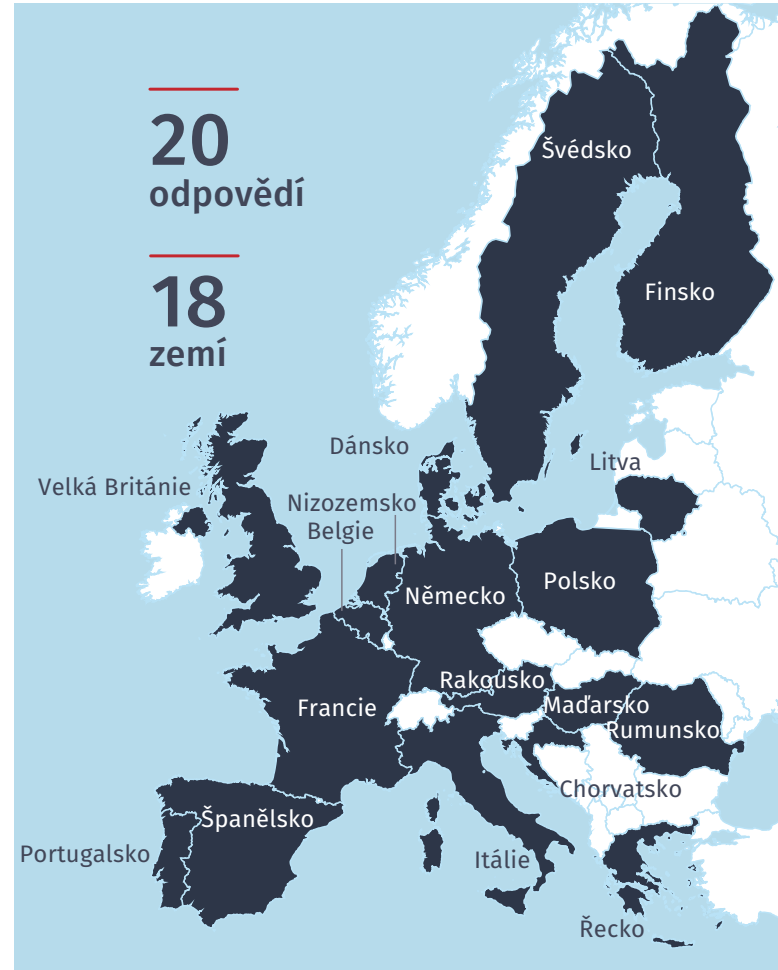 20
odpovědí
18
zemí
Švédsko
Finsko
Dánsko
Litva
Velká Británie
Nizozemsko
Belgie
Německo
Polsko
Rakousko
Francie
Maďarsko
Rumunsko
Chorvatsko
Španělsko
Portugalsko
Itálie
Řecko